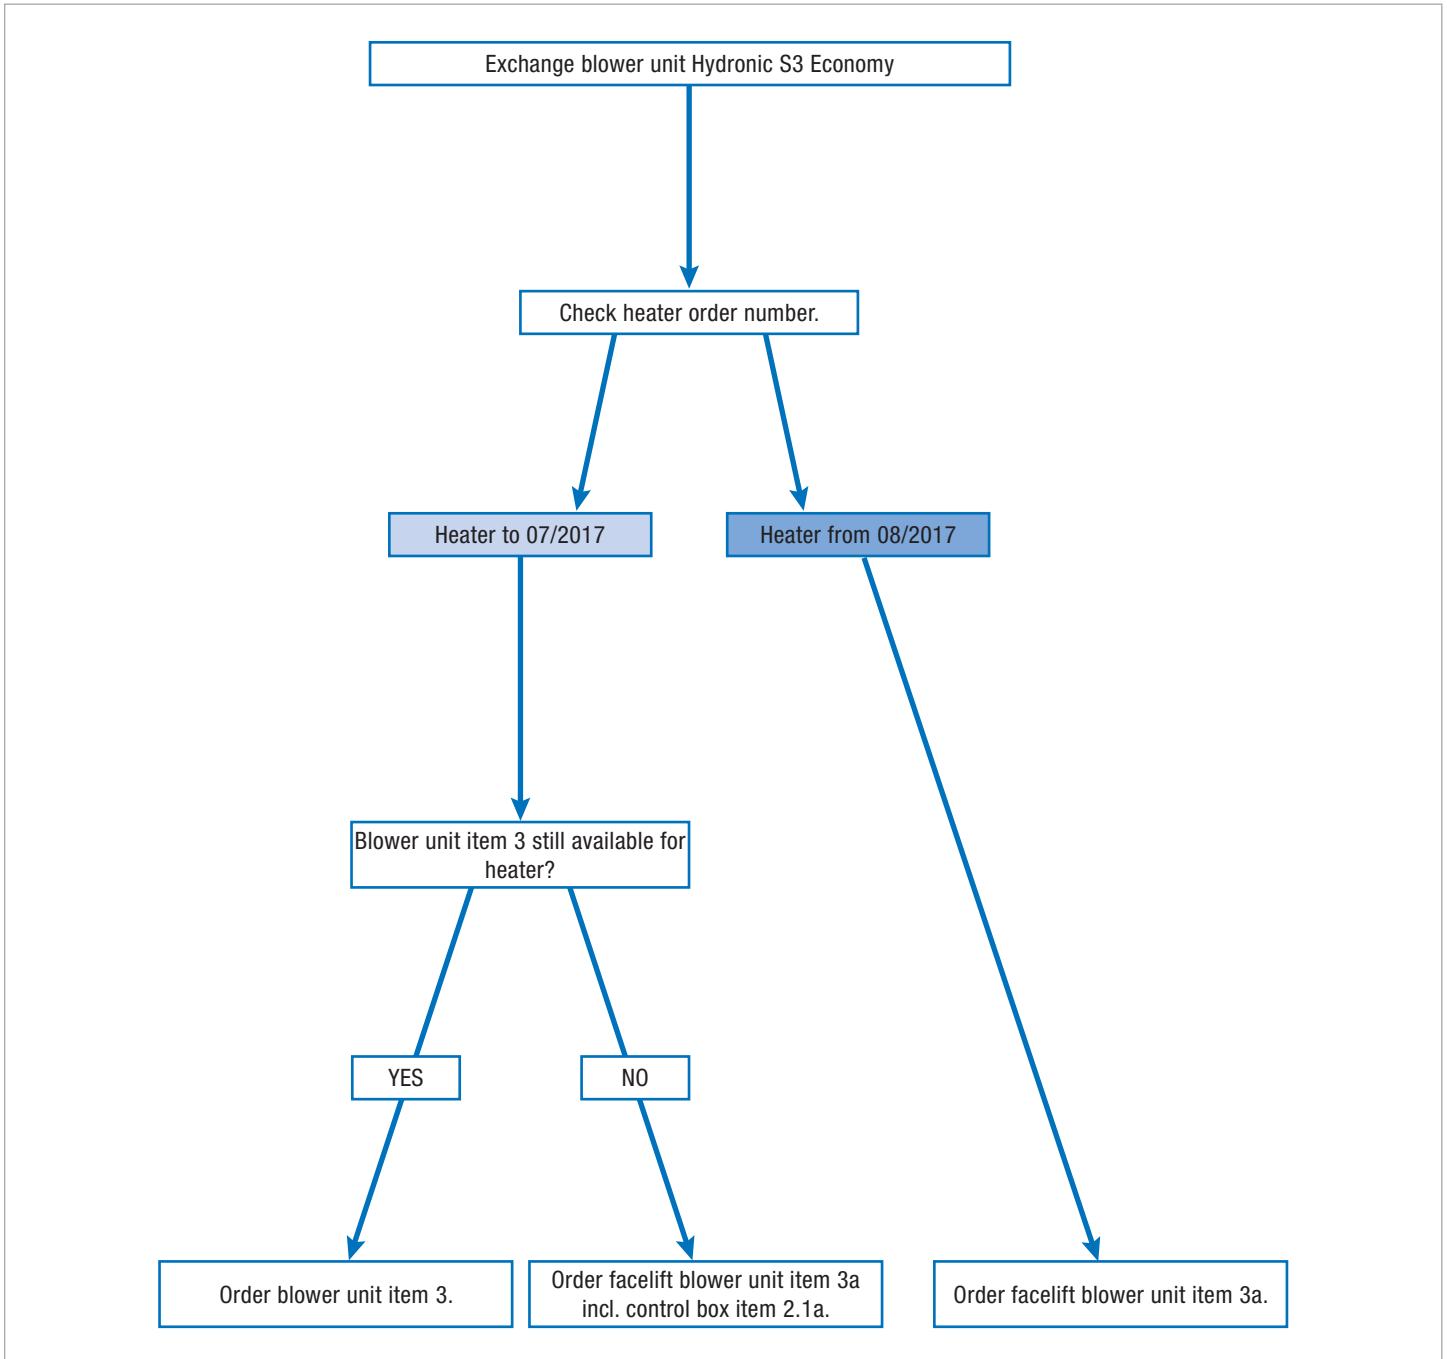 Exchange blower unit Hydronic S3 Economy
Check heater order number.
Heater to 07/2017
Heater from 08/2017
Blower unit item 3 still available for
heater?
YES
NO
Order blower unit item 3.
Order facelift blower unit item 3a
incl. control box item 2.1a.
Order facelift blower unit item 3a.